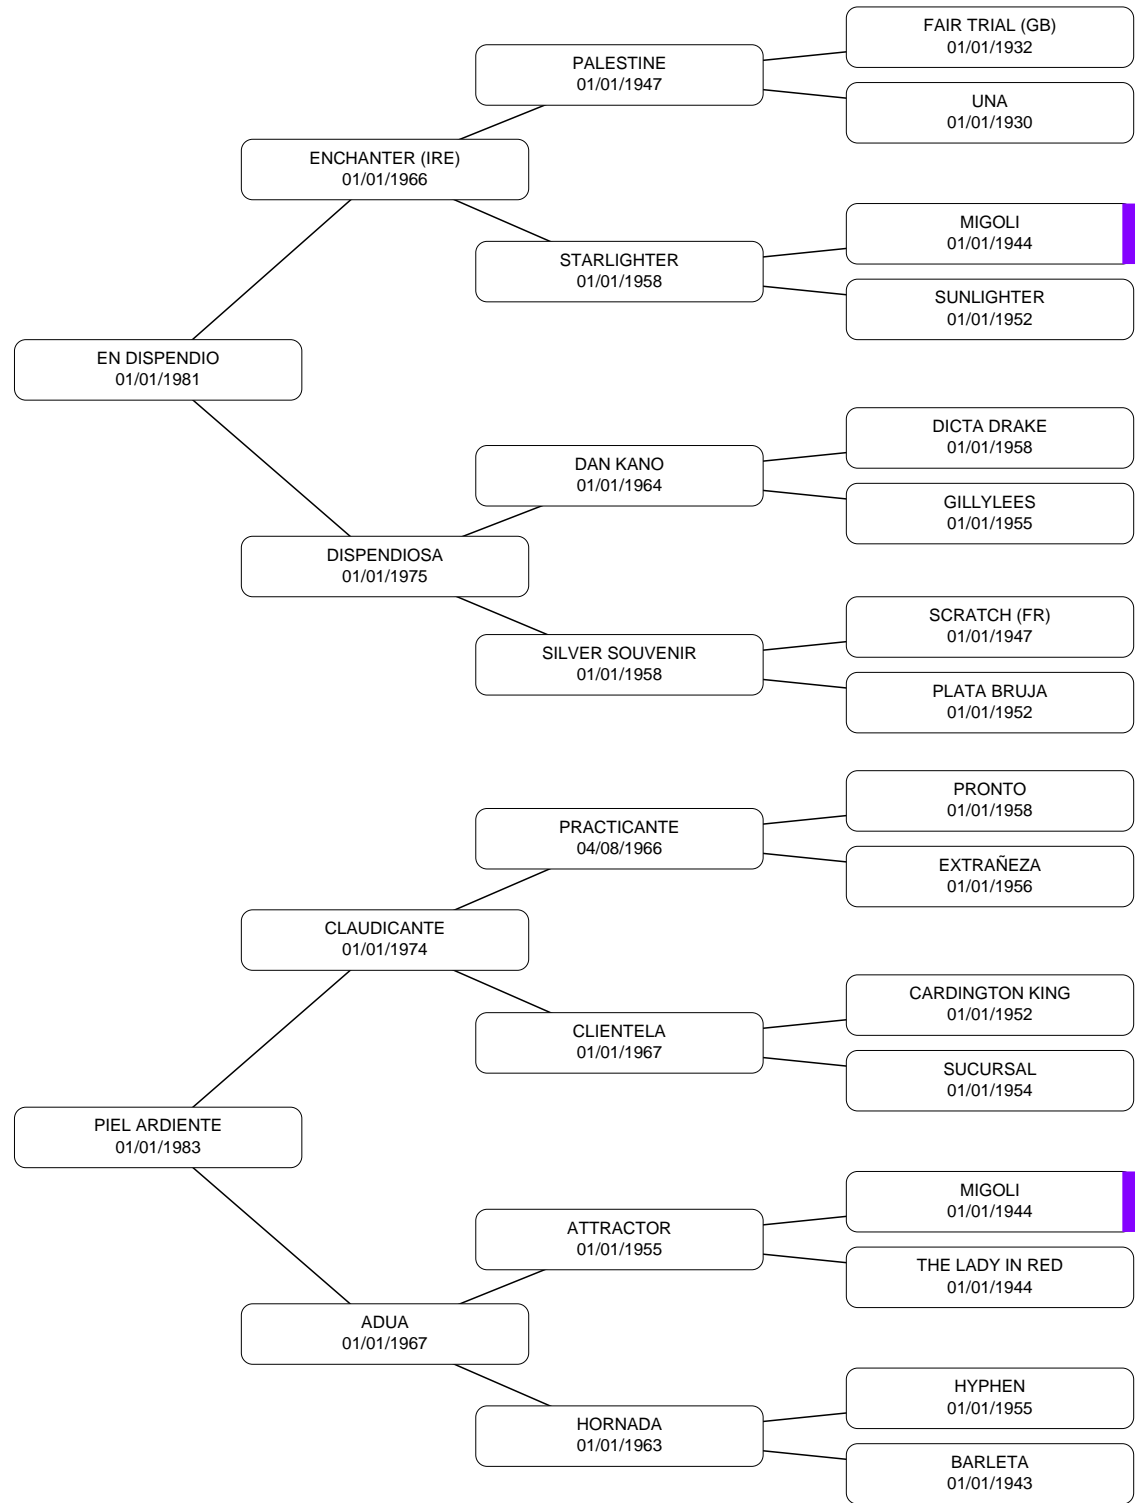 FAIR TRIAL (GB)
01/01/1932
PALESTINE
01/01/1947
UNA
01/01/1930
ENCHANTER (IRE)
01/01/1966
MIGOLI
01/01/1944
STARLIGHTER
01/01/1958
SUNLIGHTER
01/01/1952
EN DISPENDIO
01/01/1981
DICTA DRAKE
01/01/1958
DAN KANO
01/01/1964
GILLYLEES
01/01/1955
DISPENDIOSA
01/01/1975
SCRATCH (FR)
01/01/1947
SILVER SOUVENIR
01/01/1958
PLATA BRUJA
01/01/1952
PRONTO
01/01/1958
PRACTICANTE
04/08/1966
EXTRAÑEZA
01/01/1956
CLAUDICANTE
01/01/1974
CARDINGTON KING
01/01/1952
CLIENTELA
01/01/1967
SUCURSAL
01/01/1954
PIEL ARDIENTE
01/01/1983
MIGOLI
01/01/1944
ATTRACTOR
01/01/1955
THE LADY IN RED
01/01/1944
ADUA
01/01/1967
HYPHEN
01/01/1955
HORNADA
01/01/1963
BARLETA
01/01/1943